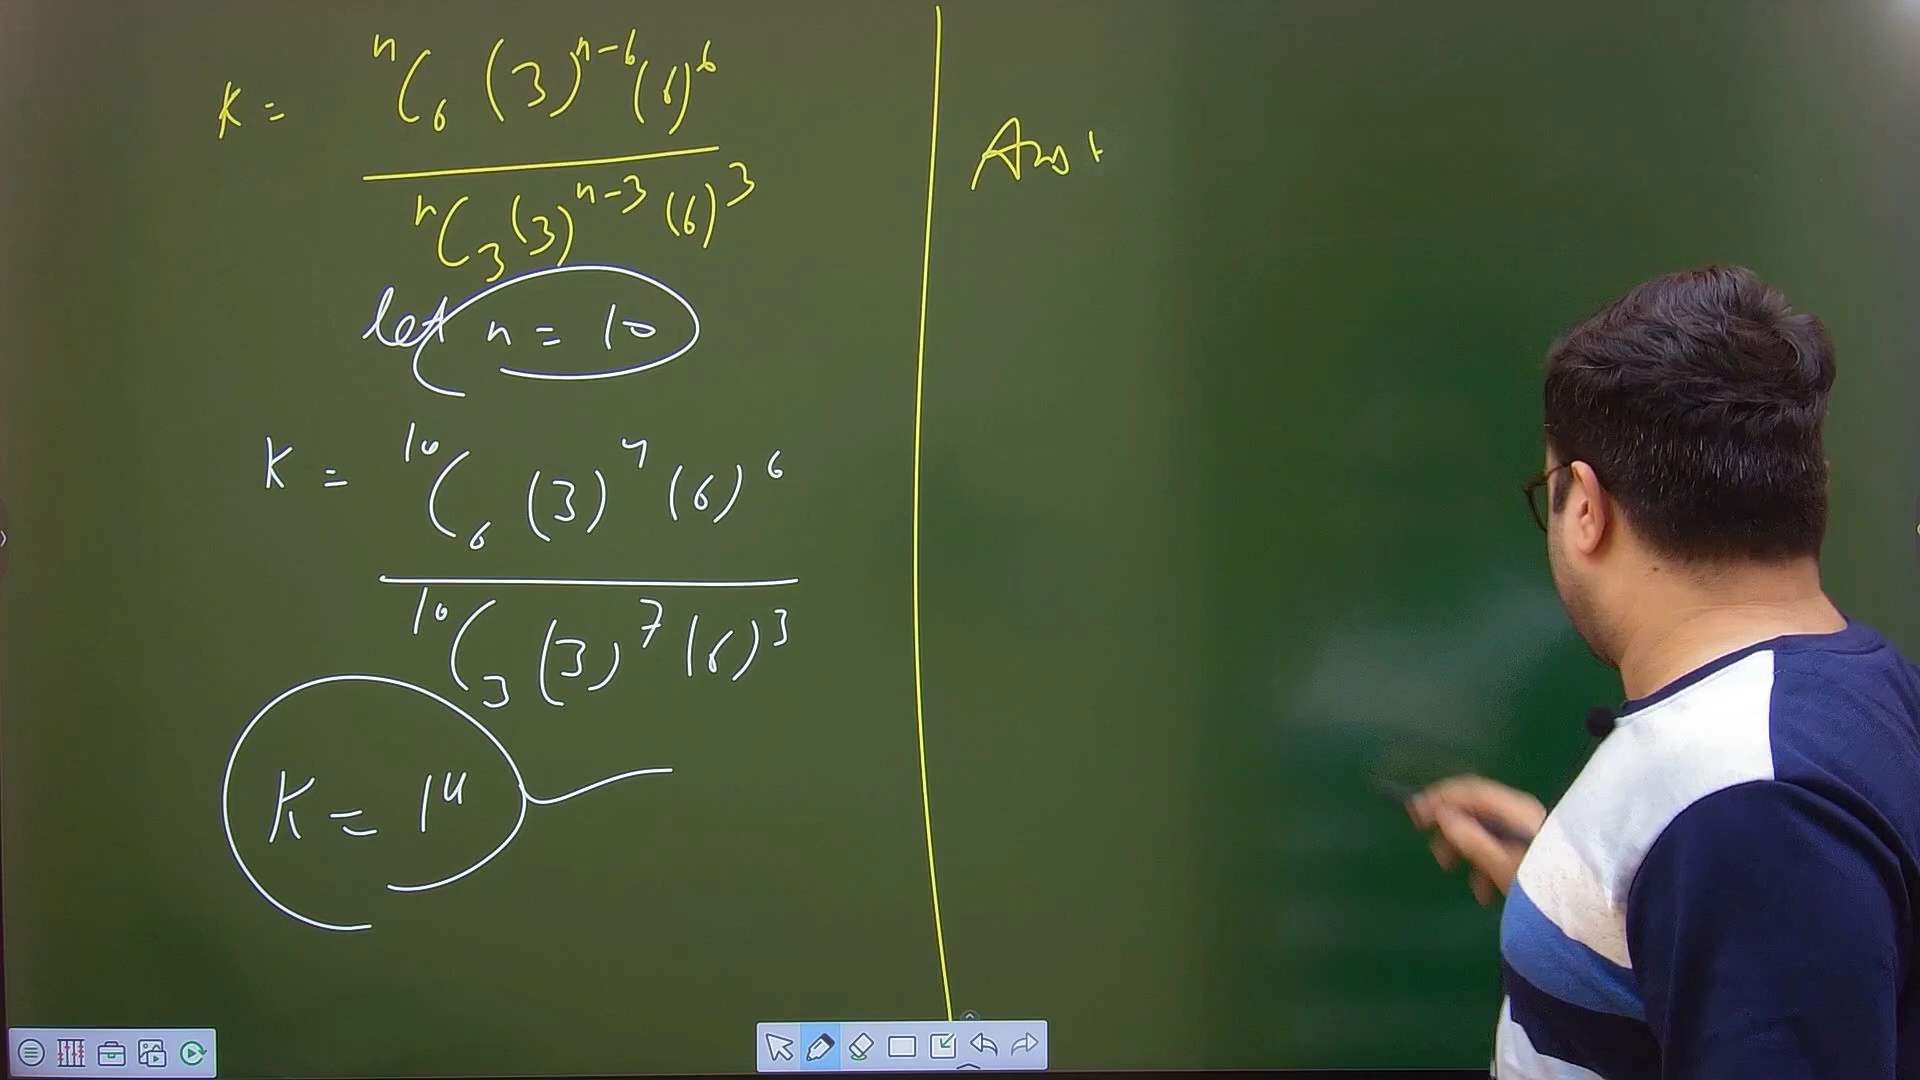 K = ⁿC₆ (3)ⁿ⁻⁶ (6)⁶
ⁿC₃ (3)ⁿ⁻³ (6)³
let n = 10
K = ¹⁰C₆ (3)⁴ (6)⁶
¹⁰C₃ (3)⁷ (6)³
K = 14
Ans +